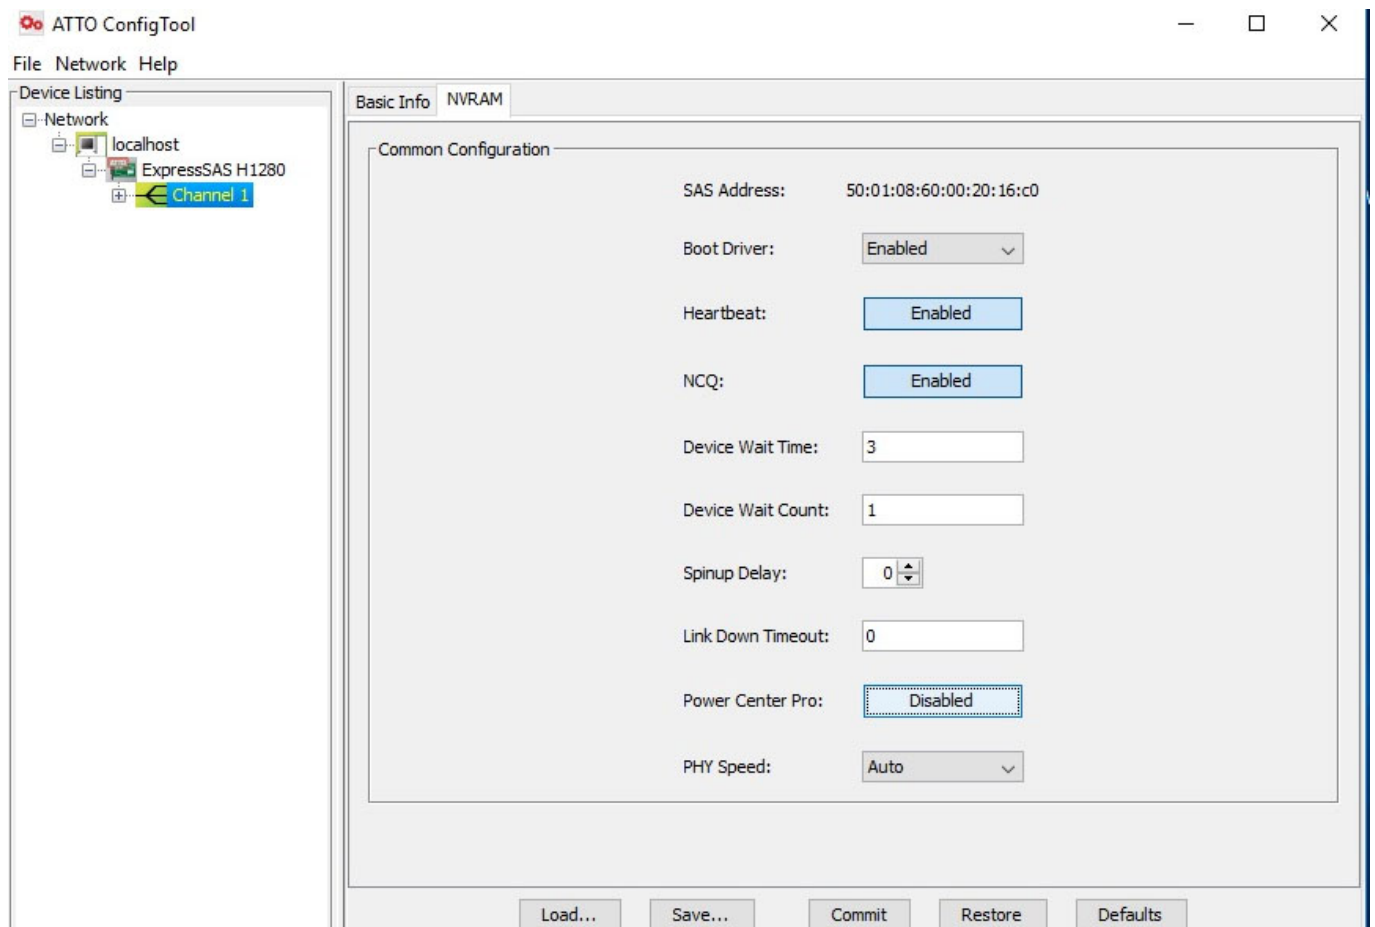 ATTO ConfigTool
File Network Help
Device Listing
Network
localhost
ExpressSAS H1280
Channel 1
Basic Info NVRAM
Common Configuration
SAS Address: 50:01:08:60:00:20:16:c0
Boot Driver: Enabled
Heartbeat: Enabled
NCQ: Enabled
Device Wait Time: 3
Device Wait Count: 1
Spinup Delay: 0
Link Down Timeout: 0
Power Center Pro: Disabled
PHY Speed: Auto
Load... Save... Commit Restore Defaults